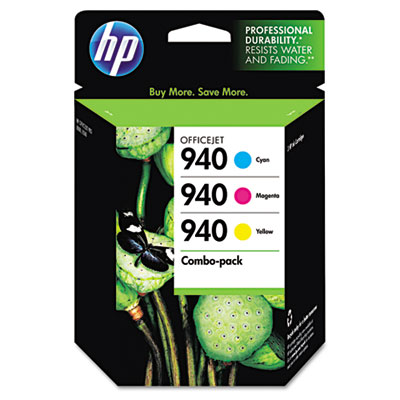 hp
PROFESSIONAL
DURABILITY.*
RESISTS WATER
AND FADING.**
Buy More. Save More.
OFFICEJET
940 Cyan
940 Magenta
940 Yellow
Combo-pack